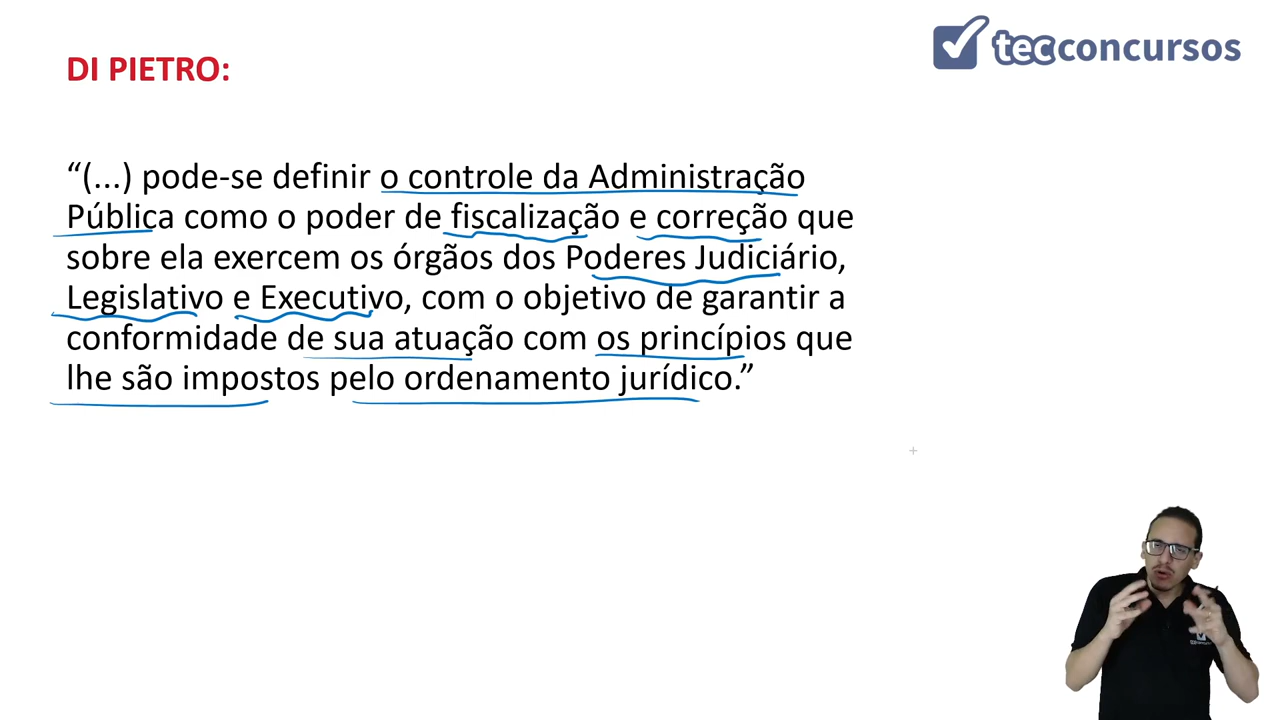 tecconcursos
DI PIETRO:
“(...) pode-se definir o controle da Administração
Pública como o poder de fiscalização e correção que
sobre ela exercem os órgãos dos Poderes Judiciário,
Legislativo e Executivo, com o objetivo de garantir a
conformidade de sua atuação com os princípios que
lhe são impostos pelo ordenamento jurídico.”